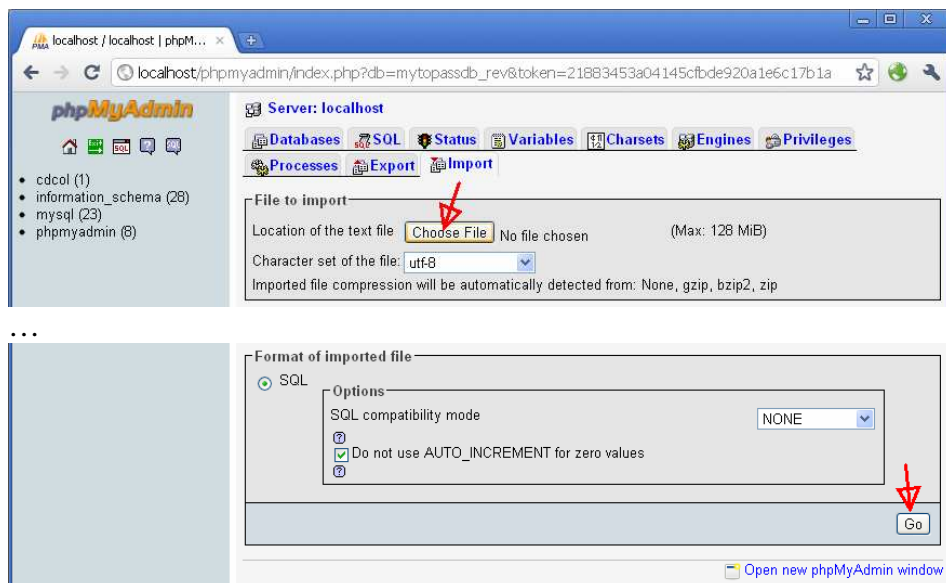 localhost / localhost | phpM...
localhost/phpmyadmin/index.php?db=mytopassdb_rev&token=21883453a04145cfbde920a1e6c17b1a
phpMyAdmin
cdcol (1)
information_schema (28)
mysql (23)
phpmyadmin (8)
Server: localhost
Databases SQL Status Variables Charsets Engines Privileges
Processes Export Import
File to import
Location of the text file Choose File No file chosen (Max: 128 MiB)
Character set of the file: utf-8
Imported file compression will be automatically detected from: None, gzip, bzip2, zip
...
Format of imported file
SQL
Options
SQL compatibility mode NONE
Do not use AUTO_INCREMENT for zero values
Go
Open new phpMyAdmin window